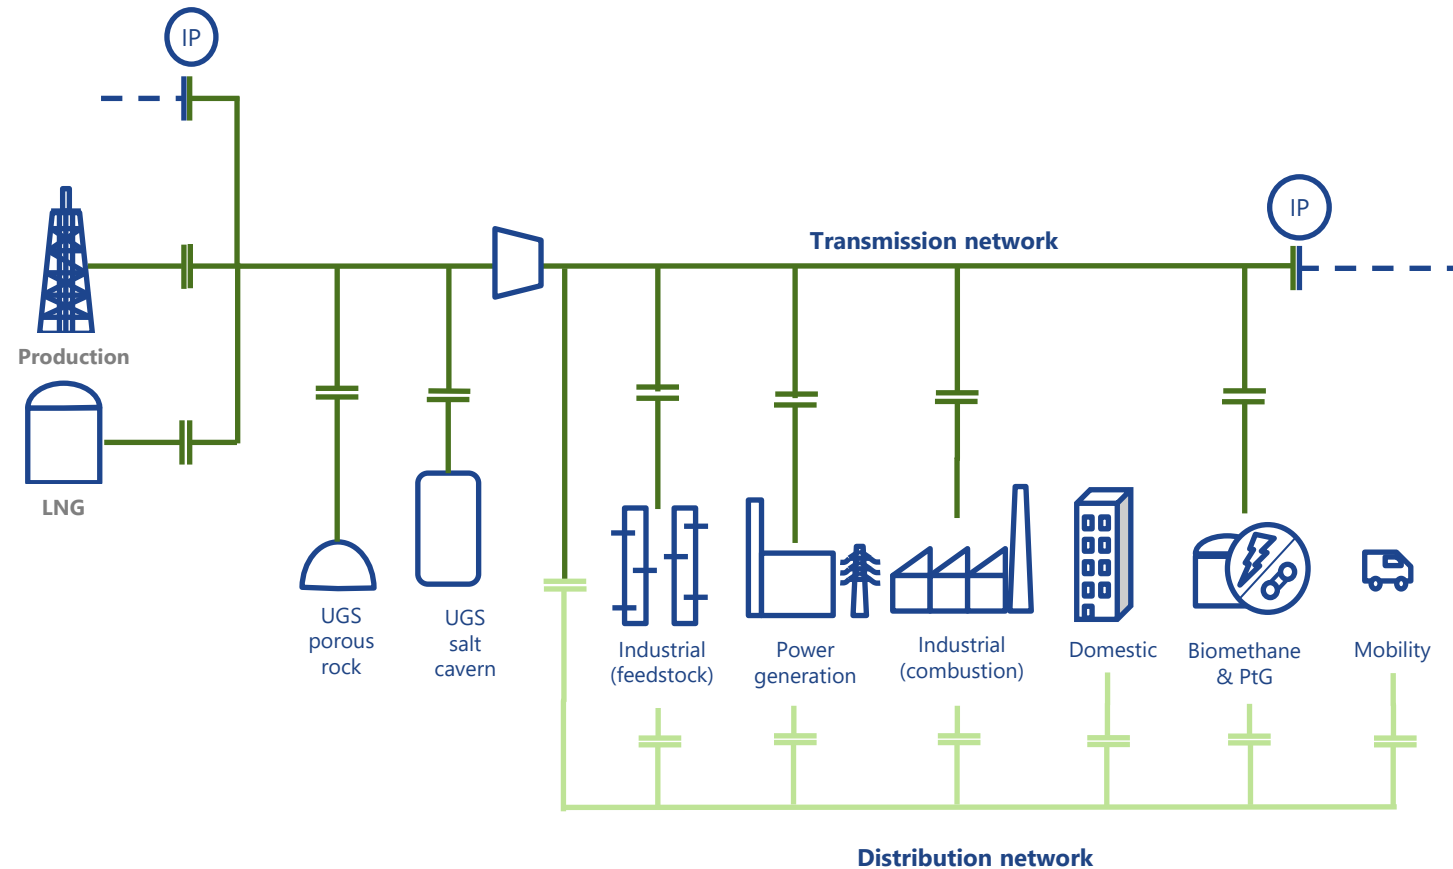 IP
IP
Transmission network
Production
LNG
UGS
porous
rock
UGS
salt
cavern
Industrial
(feedstock)
Power
generation
Industrial
(combustion)
Domestic
Biomethane
& PtG
Mobility
Distribution network